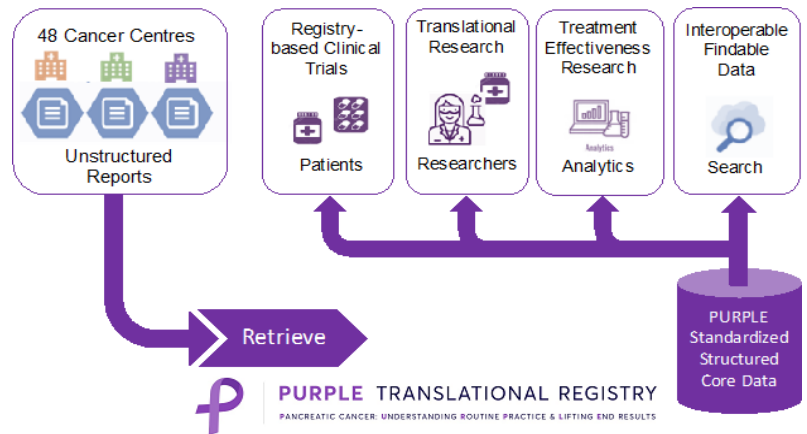 48 Cancer Centres
Unstructured
Reports
Registry-
based Clinical
Trials
Patients
Translational
Research
Researchers
Treatment
Effectiveness
Research
Analytics
Analytics
Interoperable
Findable
Data
Search
Retrieve
PURPLE
Standardized
Structured
Core Data
PURPLE TRANSLATIONAL REGISTRY
PANCREATIC CANCER: UNDERSTANDING ROUTINE PRACTICE & LIFTING END RESULTS